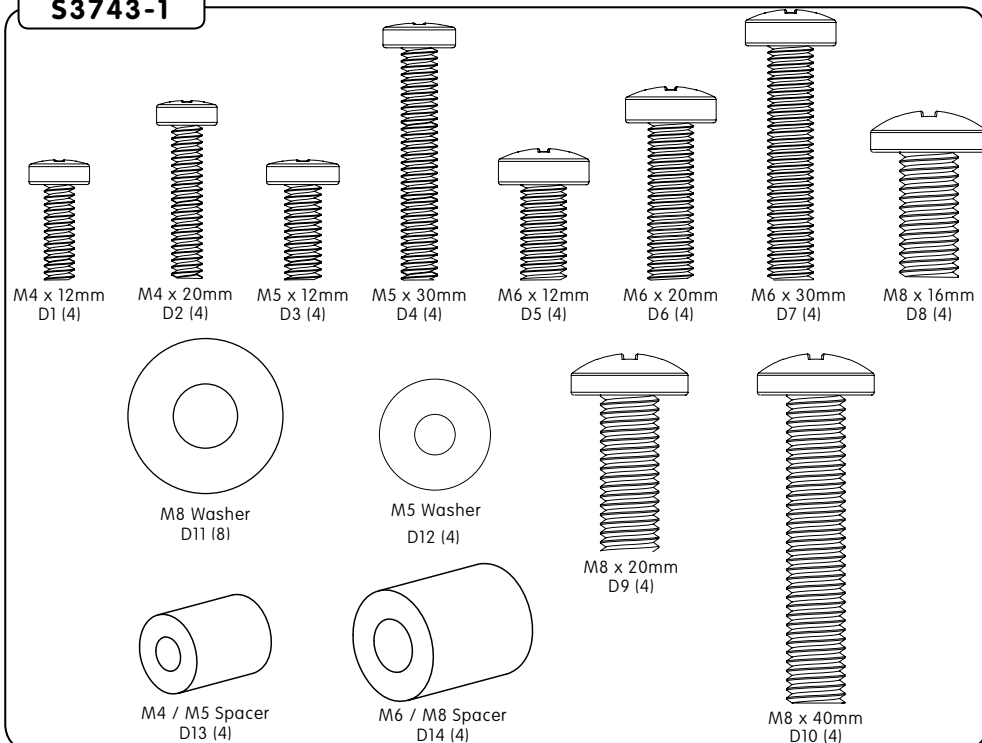 S3743-1
M4 x 12mm
D1 (4)
M4 x 20mm
D2 (4)
M5 x 12mm
D3 (4)
M5 x 30mm
D4 (4)
M6 x 12mm
D5 (4)
M6 x 20mm
D6 (4)
M6 x 30mm
D7 (4)
M8 x 16mm
D8 (4)
M8 Washer
D11 (8)
M5 Washer
D12 (4)
M8 x 20mm
D9 (4)
M4 / M5 Spacer
D13 (4)
M6 / M8 Spacer
D14 (4)
M8 x 40mm
D10 (4)